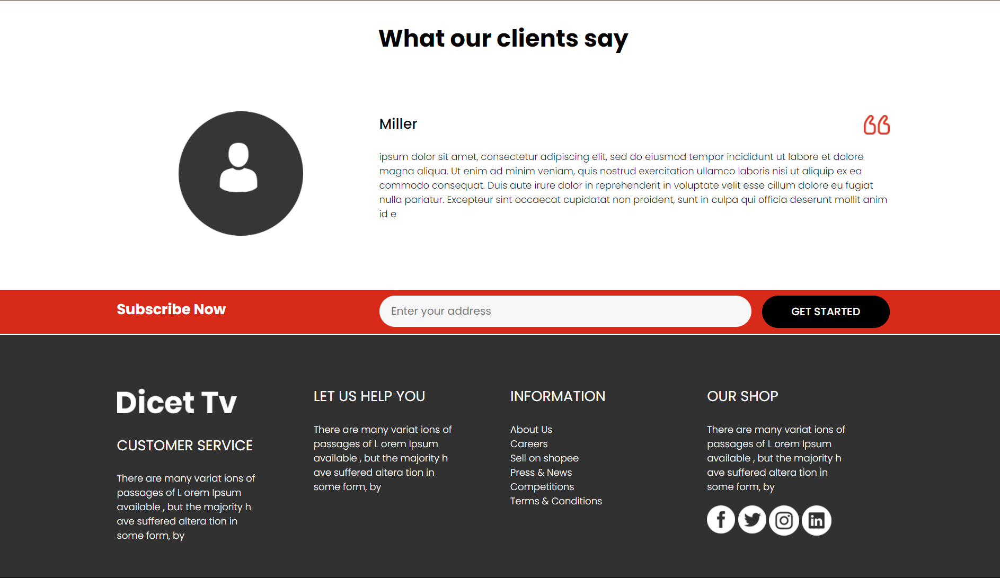 What our clients say
Miller
ipsum dolor sit amet, consectetur adipiscing elit, sed do eiusmod tempor incididunt ut labore et dolore
magna aliqua. Ut enim ad minim veniam, quis nostrud exercitation ullamco laboris nisi ut aliquip ex ea
commodo consequat. Duis aute irure dolor in reprehenderit in voluptate velit esse cillum dolore eu fugiat
nulla pariatur. Excepteur sint occaecat cupidatat non proident, sunt in culpa qui officia deserunt mollit anim
id e
Subscribe Now
Enter your address
GET STARTED
Dicet Tv
CUSTOMER SERVICE
There are many variat ions of
passages of L orem Ipsum
available , but the majority h
ave suffered altera tion in
some form, by
LET US HELP YOU
There are many variat ions of
passages of L orem Ipsum
available , but the majority h
ave suffered altera tion in
some form, by
INFORMATION
About Us
Careers
Sell on shopee
Press & News
Competitions
Terms & Conditions
OUR SHOP
There are many variat ions of
passages of L orem Ipsum
available , but the majority h
ave suffered altera tion in
some form, by